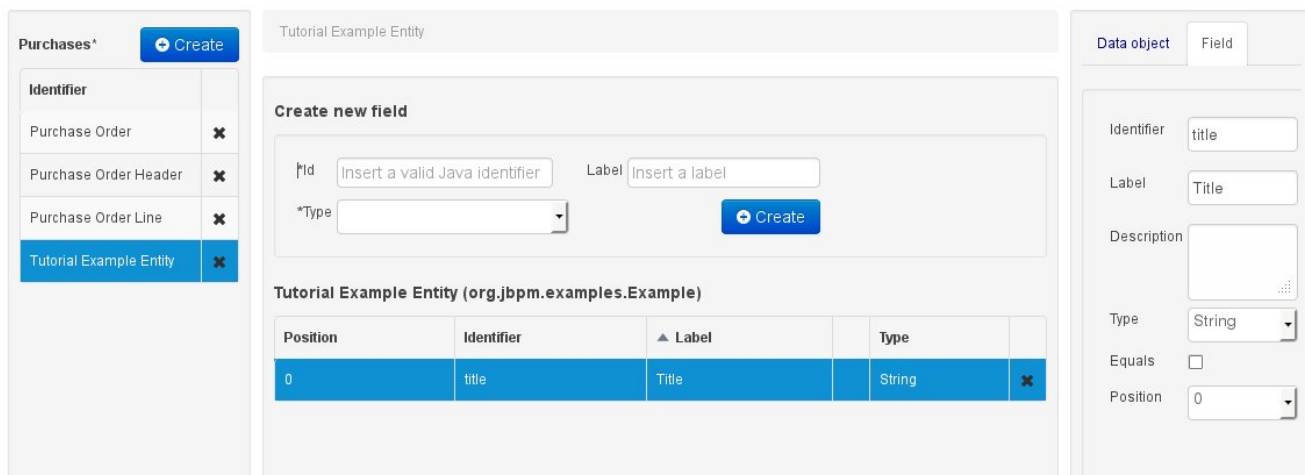 Purchases*
Create
Identifier
Purchase Order
Purchase Order Header
Purchase Order Line
Tutorial Example Entity
Tutorial Example Entity
Create new field
*Id Insert a valid Java identifier Label Insert a label
*Type
Create
Tutorial Example Entity (org.jbpm.examples.Example)
Position Identifier Label Type
0 title Title String
Data object Field
Identifier title
Label Title
Description
Type String
Equals
Position 0